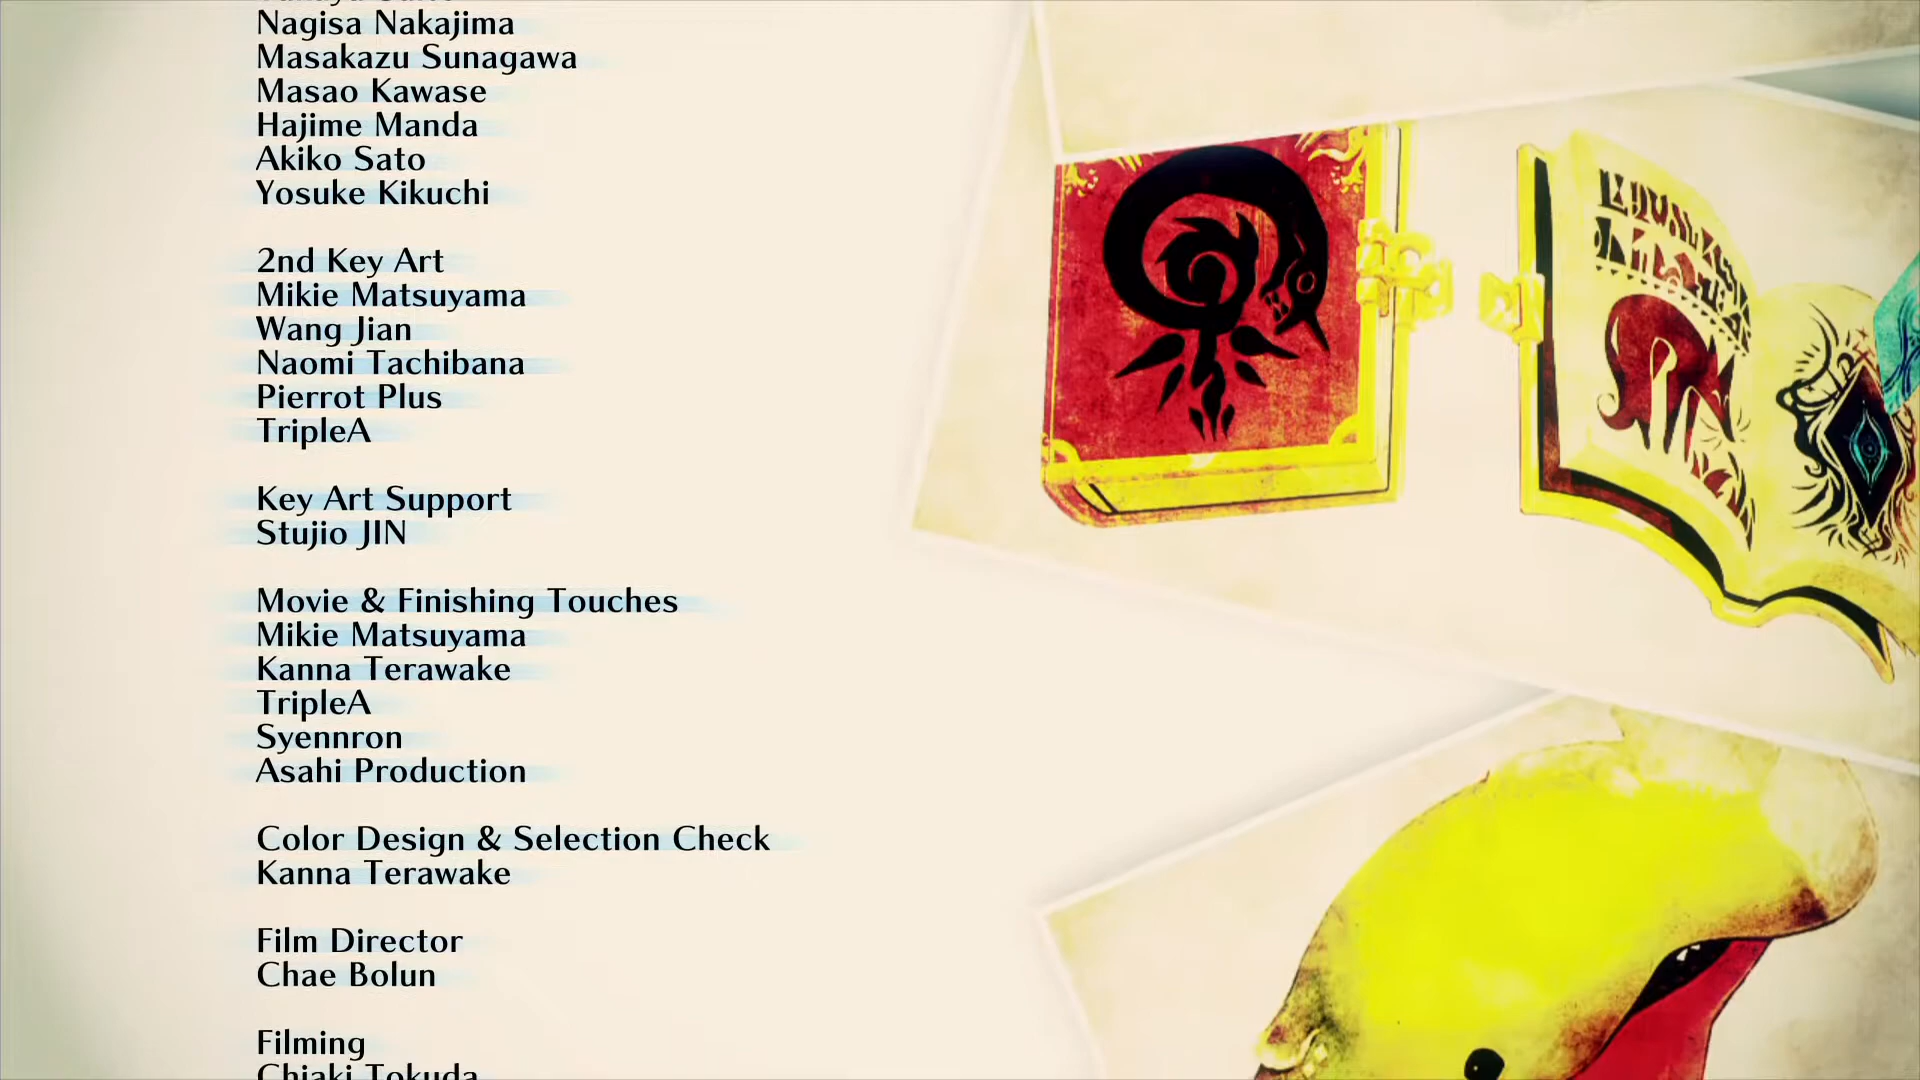 Nagisa Nakajima
Masakazu Sunagawa
Masao Kawase
Hajime Manda
Akiko Sato
Yosuke Kikuchi
2nd Key Art
Mikie Matsuyama
Wang Jian
Naomi Tachibana
Pierrot Plus
TripleA
Key Art Support
Stujio JIN
Movie & Finishing Touches
Mikie Matsuyama
Kanna Terawake
TripleA
Syennron
Asahi Production
Color Design & Selection Check
Kanna Terawake
Film Director
Chae Bolun
Filming
Chiaki Tokuda